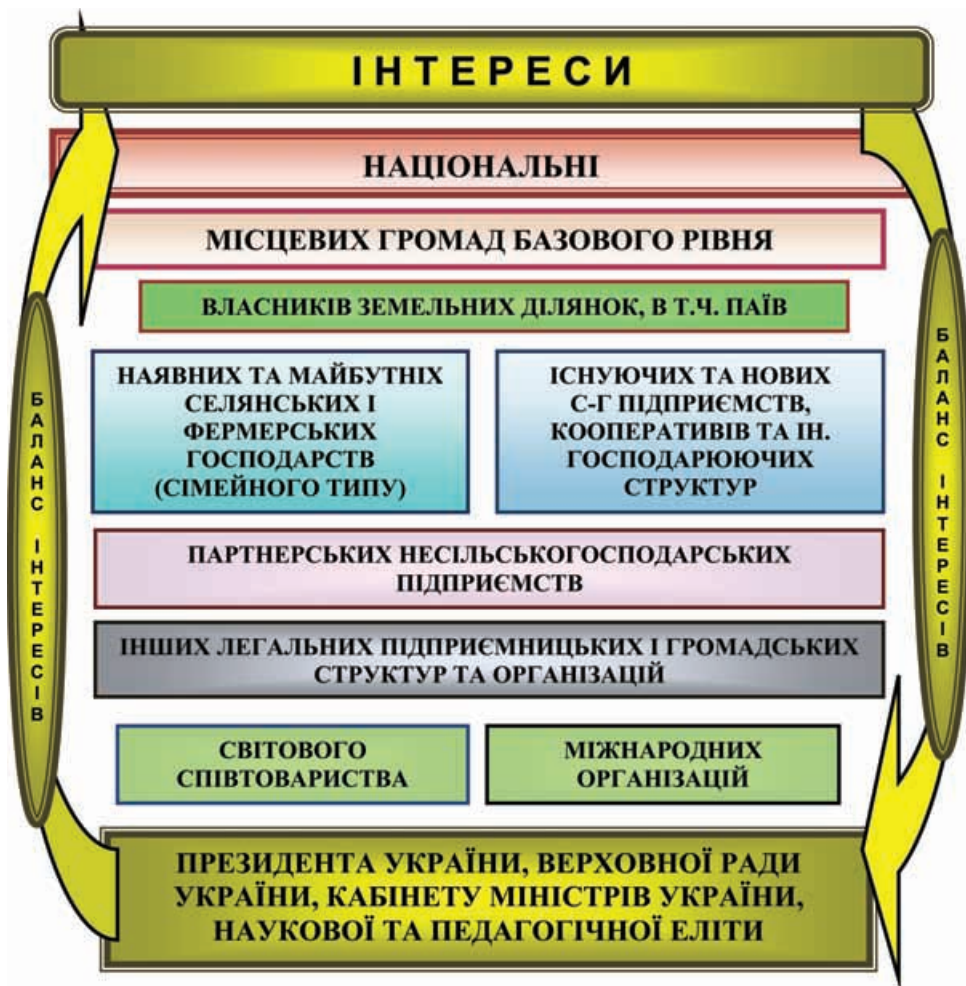 ІНТЕРЕСИ
НАЦІОНАЛЬНІ
МІСЦЕВИХ ГРОМАД БАЗОВОГО РІВНЯ
ВЛАСНИКІВ ЗЕМЕЛЬНИХ ДІЛЯНОК, В Т.Ч. ПАЇВ
НАЯВНИХ ТА МАЙБУТНІХ
СЕЛЯНСЬКИХ І
ФЕРМЕРСЬКИХ
ГОСПОДАРСТВ
(СІМЕЙНОГО ТИПУ)
ІСНУЮЧИХ ТА НОВИХ
С-Г ПІДПРИЄМСТВ,
КООПЕРАТИВІВ ТА ІН.
ГОСПОДАРЮЮЧИХ
СТРУКТУР
ПАРТНЕРСЬКИХ НЕСІЛЬСЬКОГОСПОДАРСЬКИХ
ПІДПРИЄМСТВ
ІНШИХ ЛЕГАЛЬНИХ ПІДПРИЄМНИЦЬКИХ І ГРОМАДСЬКИХ
СТРУКТУР ТА ОРГАНІЗАЦІЙ
СВІТОВОГО
СПІВТОВАРИСТВА
МІЖНАРОДНИХ
ОРГАНІЗАЦІЙ
ПРЕЗИДЕНТА УКРАЇНИ, ВЕРХОВНОЇ РАДИ
УКРАЇНИ, КАБІНЕТУ МІНІСТРІВ УКРАЇНИ,
НАУКОВОЇ ТА ПЕДАГОГІЧНОЇ ЕЛІТИ
БАЛАНС ІНТЕРЕСІВ
БАЛАНС ІНТЕРЕСІВ